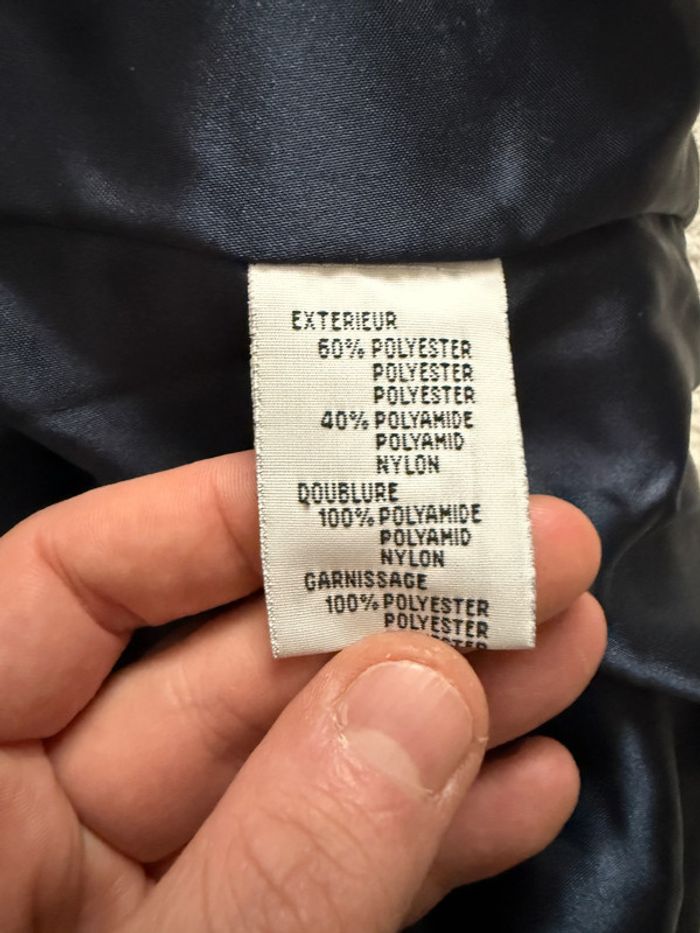 EXTERIEUR
60% POLYESTER
POLYESTER
POLYESTER
40% POLYAMIDE
POLYAMID
NYLON
DOUBLURE
100% POLYAMIDE
POLYAMID
NYLON
GARNISSAGE
100% POLYESTER
POLYESTER